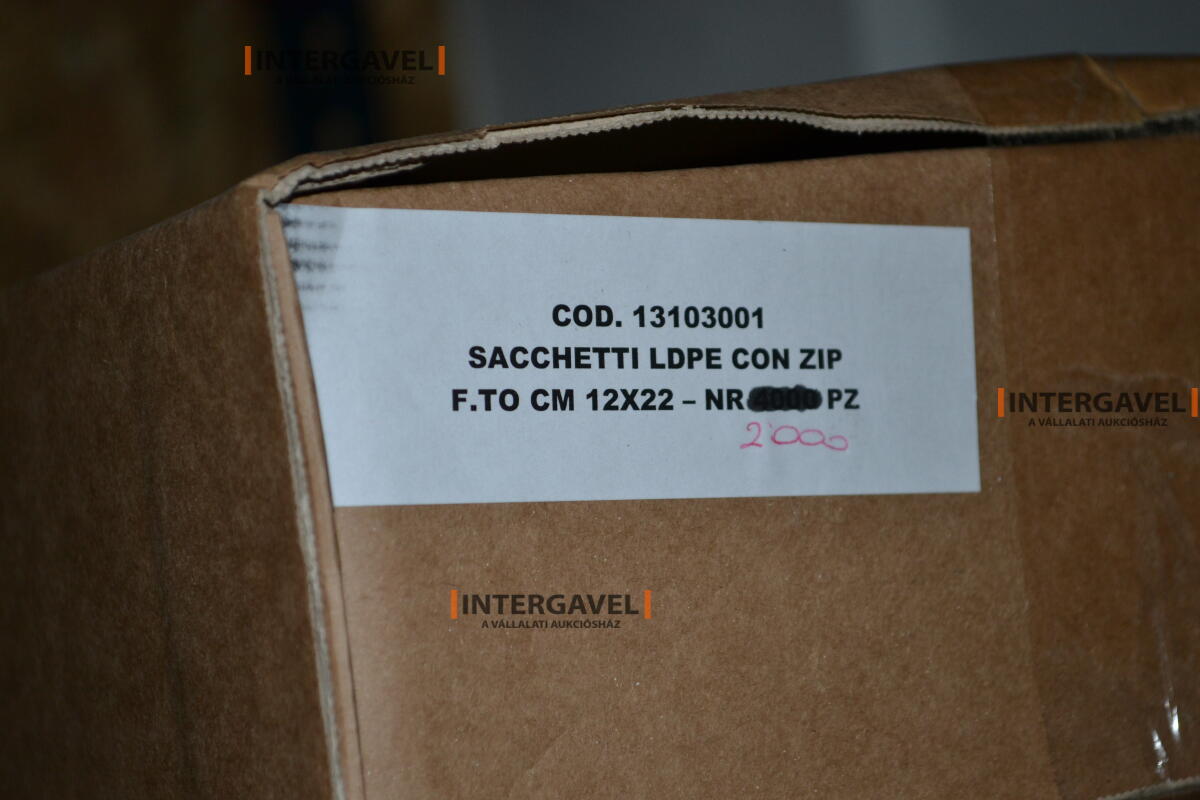 INTERGAVEL
A VÁLLALATI AUKCIÓSHÁZ
COD. 13103001
SACCHETTI LDPE CON ZIP
F.TO CM 12X22 – NR 4000 PZ
2000
INTERGAVEL
A VÁLLALATI AUKCIÓSHÁZ
INTERGAVEL
A VÁLLALATI AUKCIÓSHÁZ